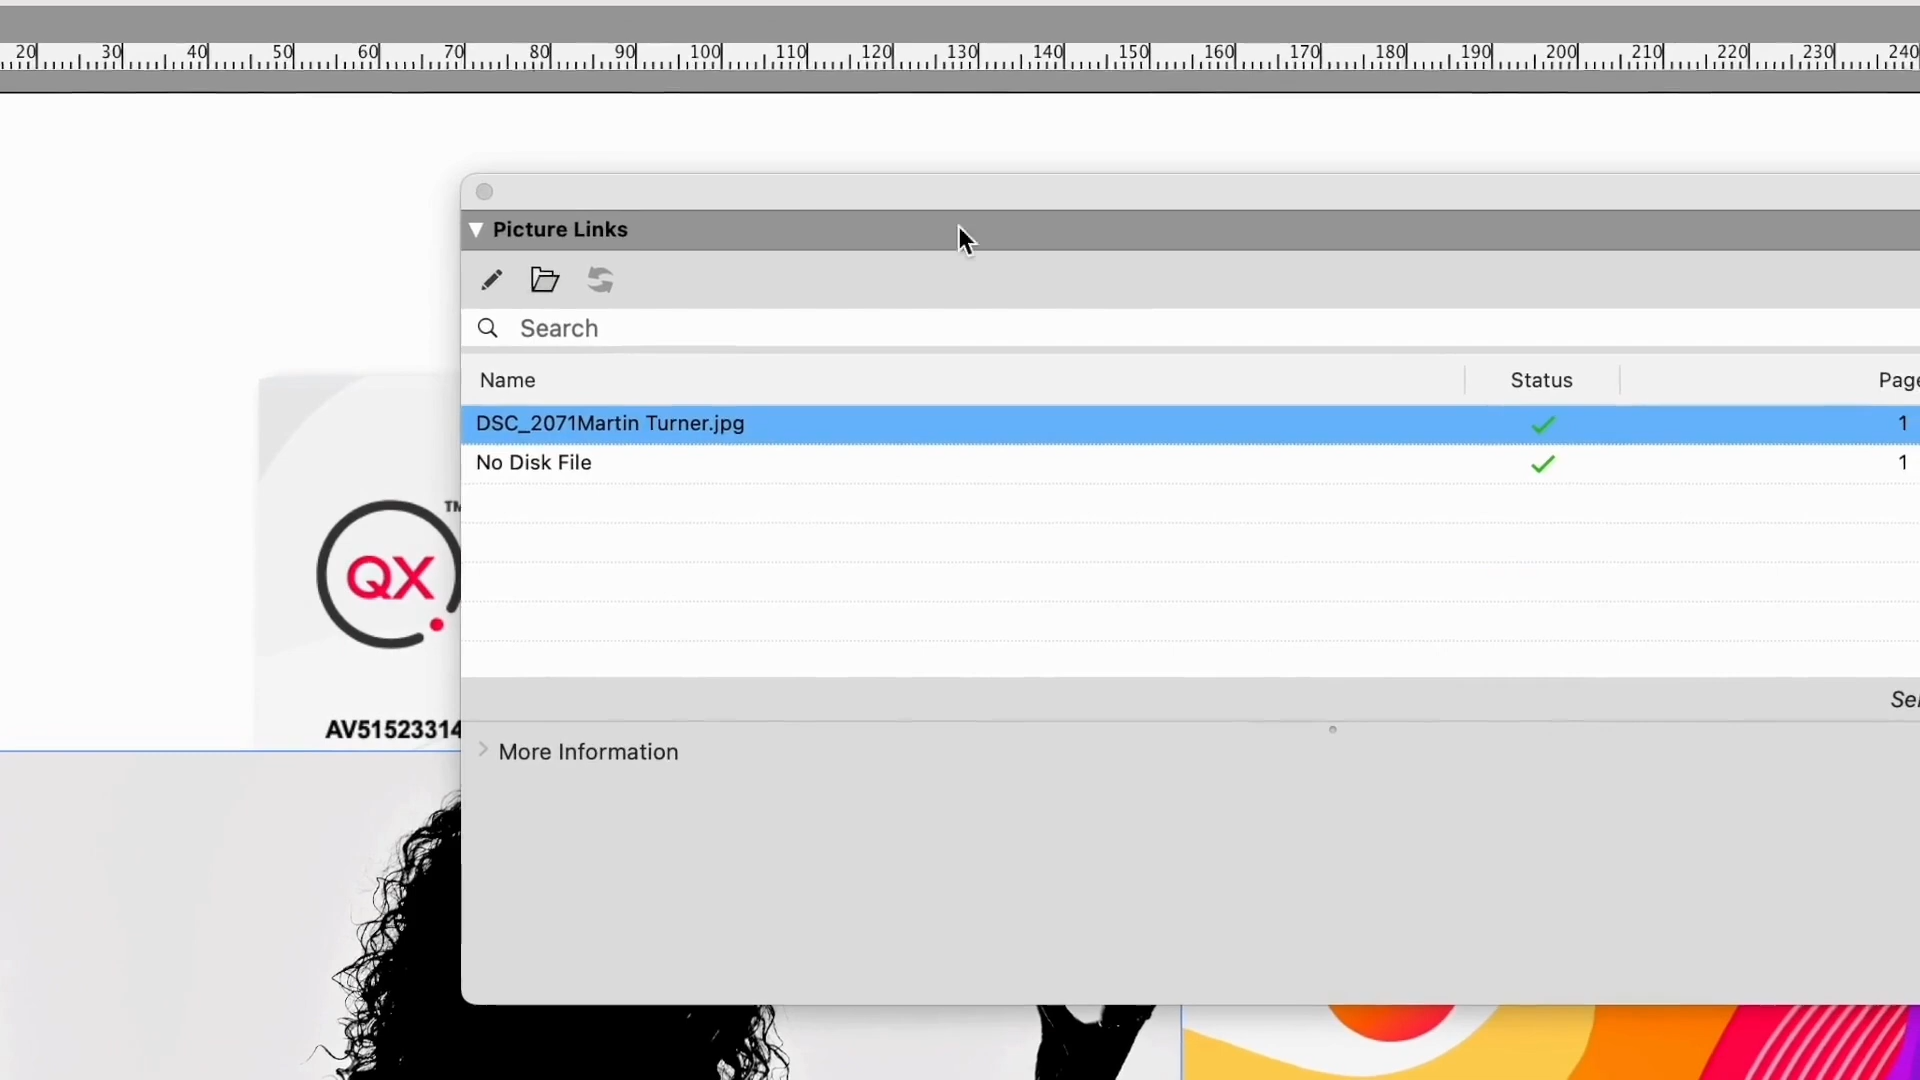 20 30 40 50 60 70 80 90 100 110 120 130 140 150 160 170 180 190 200 210 220 230 240
Picture Links
Search
Name Status Page
DSC_2071Martin Turner.jpg 1
No Disk File 1
TM
QX
AV51523314
Sel
More Information